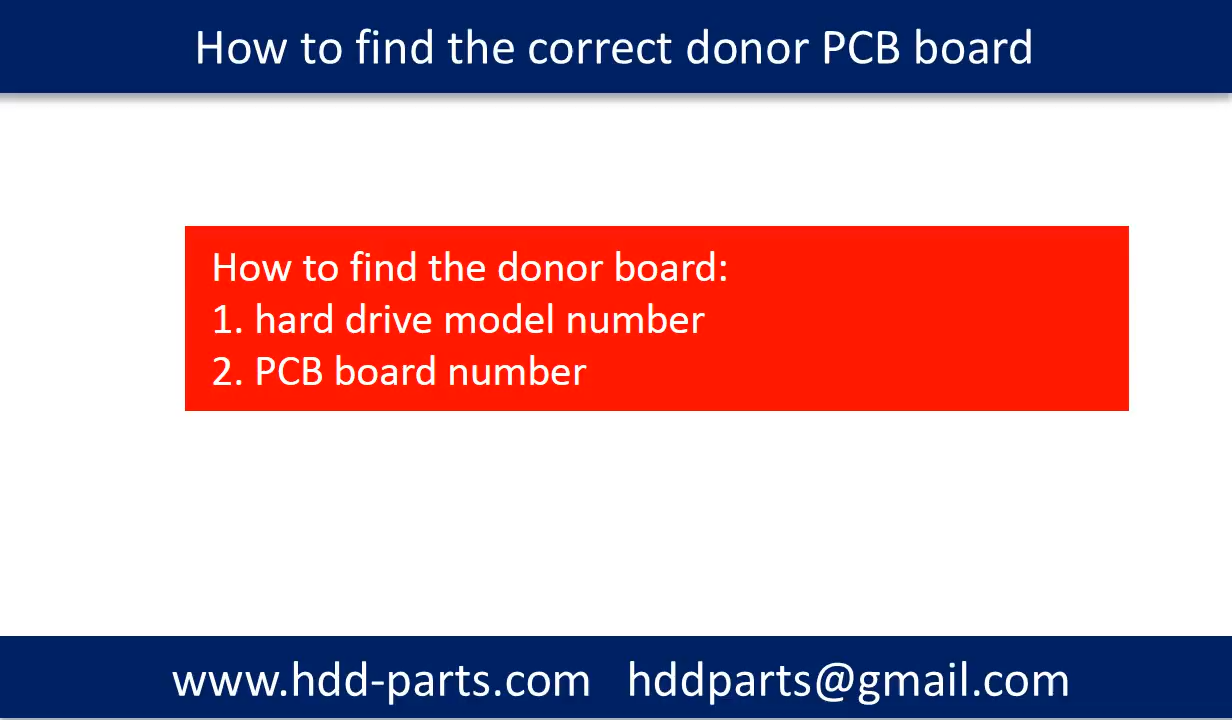 How to find the correct donor PCB board
How to find the donor board:
1. hard drive model number
2. PCB board number
www.hdd-parts.com hddparts@gmail.com